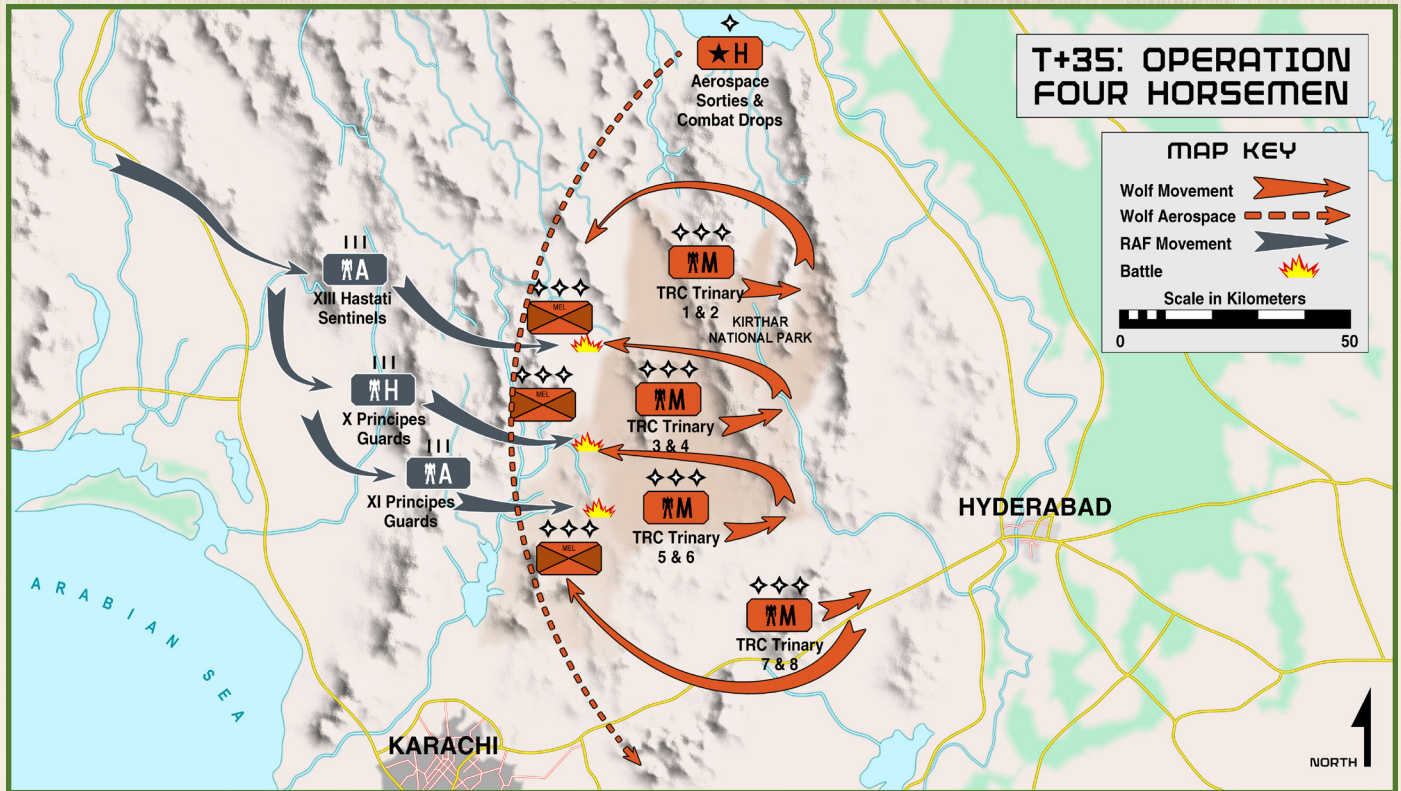 T+35: OPERATION
FOUR HORSEMEN
MAP KEY
Wolf Movement
Wolf Aerospace
RAF Movement
Battle
Scale in Kilometers
0 50
H
Aerospace
Sorties &
Combat Drops
III
A
XIII Hastati
Sentinels
III
H
X Principes
Guards
III
A
XI Principes
Guards
MEL
MEL
MEL
M
TRC Trinary
1 & 2
KIRTHAR
NATIONAL PARK
M
TRC Trinary
3 & 4
M
TRC Trinary
5 & 6
M
TRC Trinary
7 & 8
HYDERABAD
KARACHI
ARABIAN SEA
NORTH